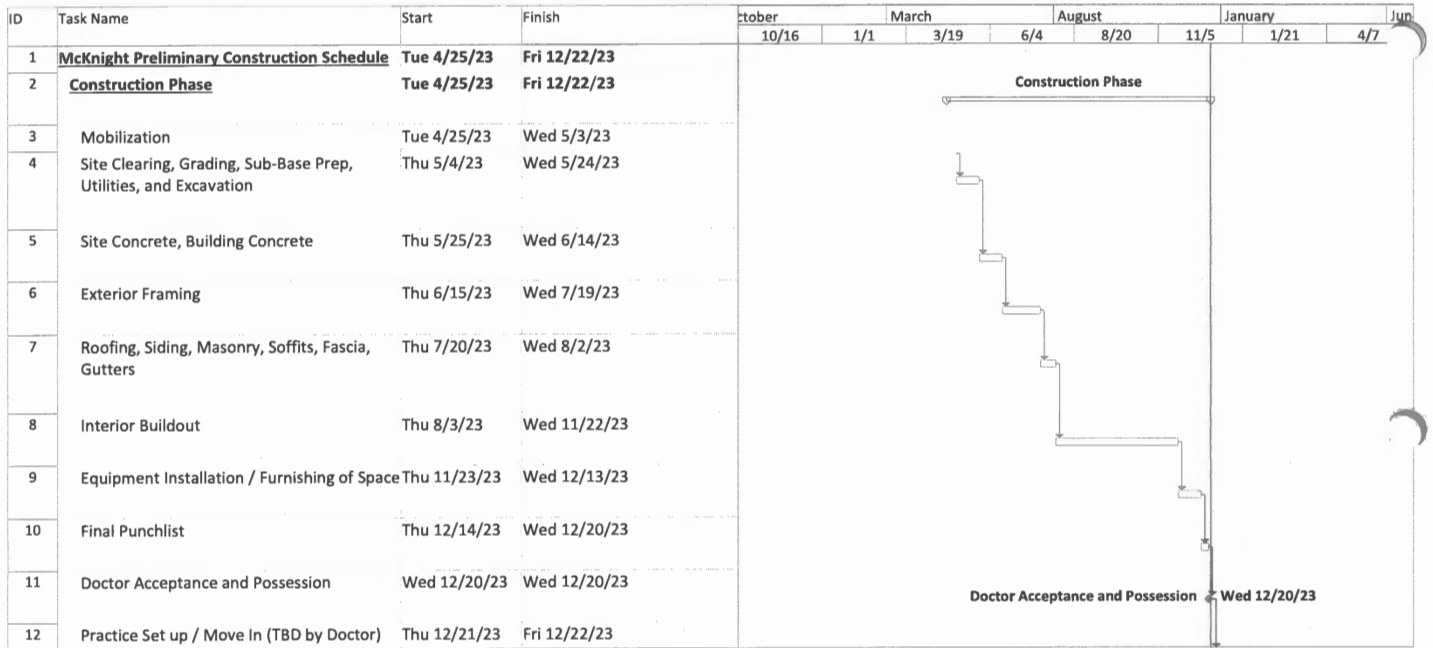 ID Task Name Start Finish ctober March August January Jun
10/16 1/1 3/19 6/4 8/20 11/5 1/21 4/7
1 McKnight Preliminary Construction Schedule Tue 4/25/23 Fri 12/22/23
2 Construction Phase Tue 4/25/23 Fri 12/22/23 Construction Phase
3 Mobilization Tue 4/25/23 Wed 5/3/23
4 Site Clearing, Grading, Sub-Base Prep, Thu 5/4/23 Wed 5/24/23
Utilities, and Excavation
5 Site Concrete, Building Concrete Thu 5/25/23 Wed 6/14/23
6 Exterior Framing Thu 6/15/23 Wed 7/19/23
7 Roofing, Siding, Masonry, Soffits, Fascia, Thu 7/20/23 Wed 8/2/23
Gutters
8 Interior Buildout Thu 8/3/23 Wed 11/22/23
9 Equipment Installation / Furnishing of Space Thu 11/23/23 Wed 12/13/23
10 Final Punchlist Thu 12/14/23 Wed 12/20/23
11 Doctor Acceptance and Possession Wed 12/20/23 Wed 12/20/23 Doctor Acceptance and Possession Wed 12/20/23
12 Practice Set up / Move In (TBD by Doctor) Thu 12/21/23 Fri 12/22/23